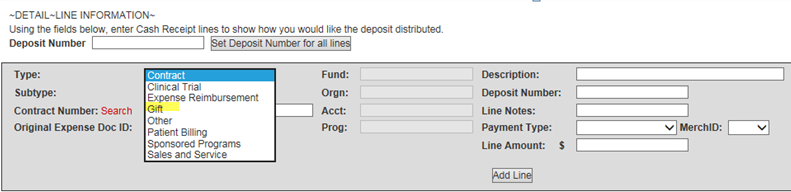 ~DETAIL~LINE INFORMATION~
Using the fields below, enter Cash Receipt lines to show how you would like the deposit distributed.
Deposit Number Set Deposit Number for all lines
Type: Contract Fund: Description:
Clinical Trial
Subtype: Expense Reimbursement Orgn: Deposit Number:
Contract Number: Search Gift Acct: Line Notes:
Other
Original Expense Doc ID: Patient Billing Prog: Payment Type: MerchID:
Sponsored Programs Line Amount: $
Sales and Service
Add Line